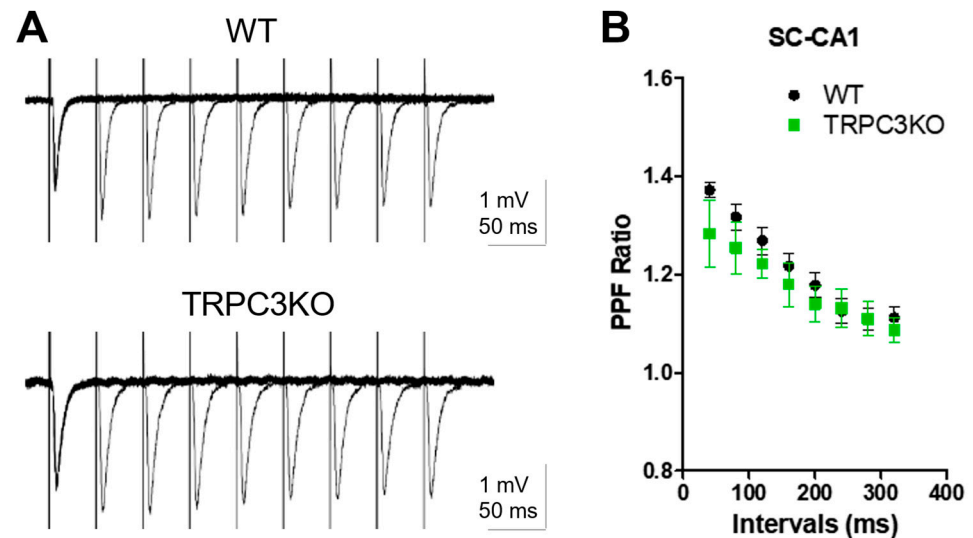 A
WT
1 mV
50 ms
TRPC3KO
1 mV
50 ms
B
SC-CA1
WT
TRPC3KO
1.6
1.4
1.2
1.0
0.8
PPF Ratio
0 100 200 300 400
Intervals (ms)